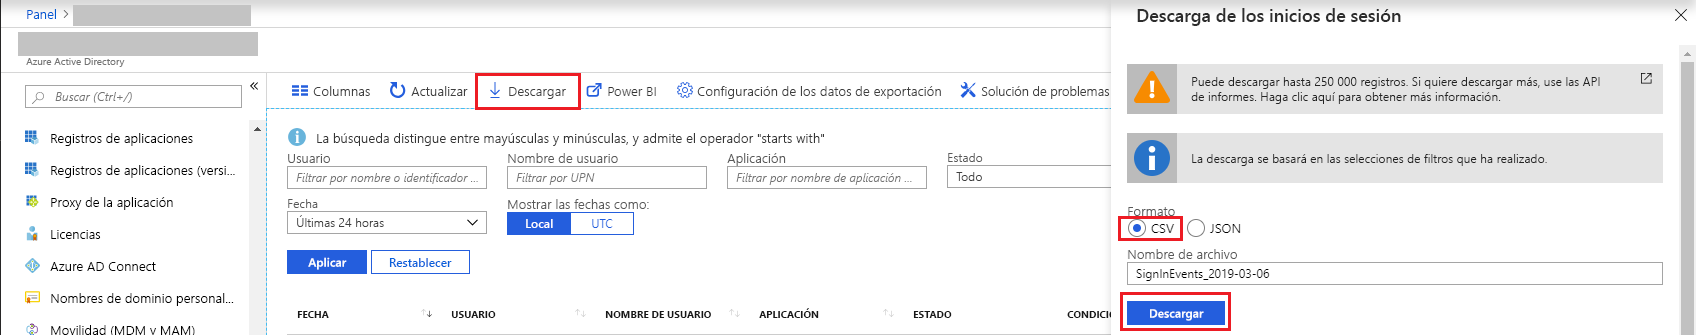 Panel >
Azure Active Directory
Buscar (Ctrl+/)
Registros de aplicaciones
Registros de aplicaciones (versi...
Proxy de la aplicación
Licencias
Azure AD Connect
Nombres de dominio personal...
Movilidad (MDM y MAM)
Columnas Actualizar Descargar Power BI Configuración de los datos de exportación Solución de problemas
La búsqueda distingue entre mayúsculas y minúsculas, y admite el operador "starts with"
Usuario Nombre de usuario Aplicación Estado
Filtrar por nombre o identificador ... Filtrar por UPN Filtrar por nombre de aplicación ... Todo
Fecha Mostrar las fechas como:
Últimas 24 horas Local UTC
Aplicar Restablecer
FECHA USUARIO NOMBRE DE USUARIO APLICACIÓN ESTADO CONDICIO
Descarga de los inicios de sesión
Puede descargar hasta 250 000 registros. Si quiere descargar más, use las API
de informes. Haga clic aquí para obtener más información.
La descarga se basará en las selecciones de filtros que ha realizado.
Formato
CSV JSON
Nombre de archivo
SignInEvents_2019-03-06
Descargar